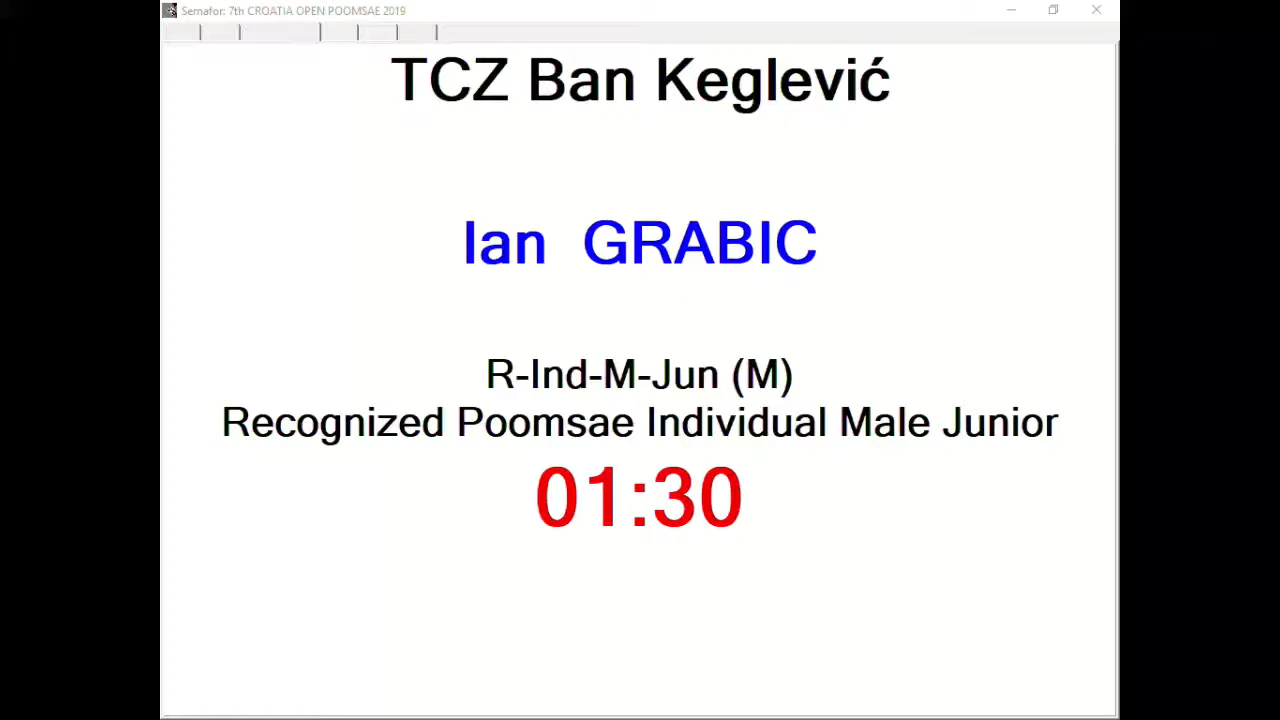 Semafor: 7th CROATIA OPEN POOMSAE 2019
TCZ Ban Keglević
Ian GRABIC
R-Ind-M-Jun (M)
Recognized Poomsae Individual Male Junior
01:30